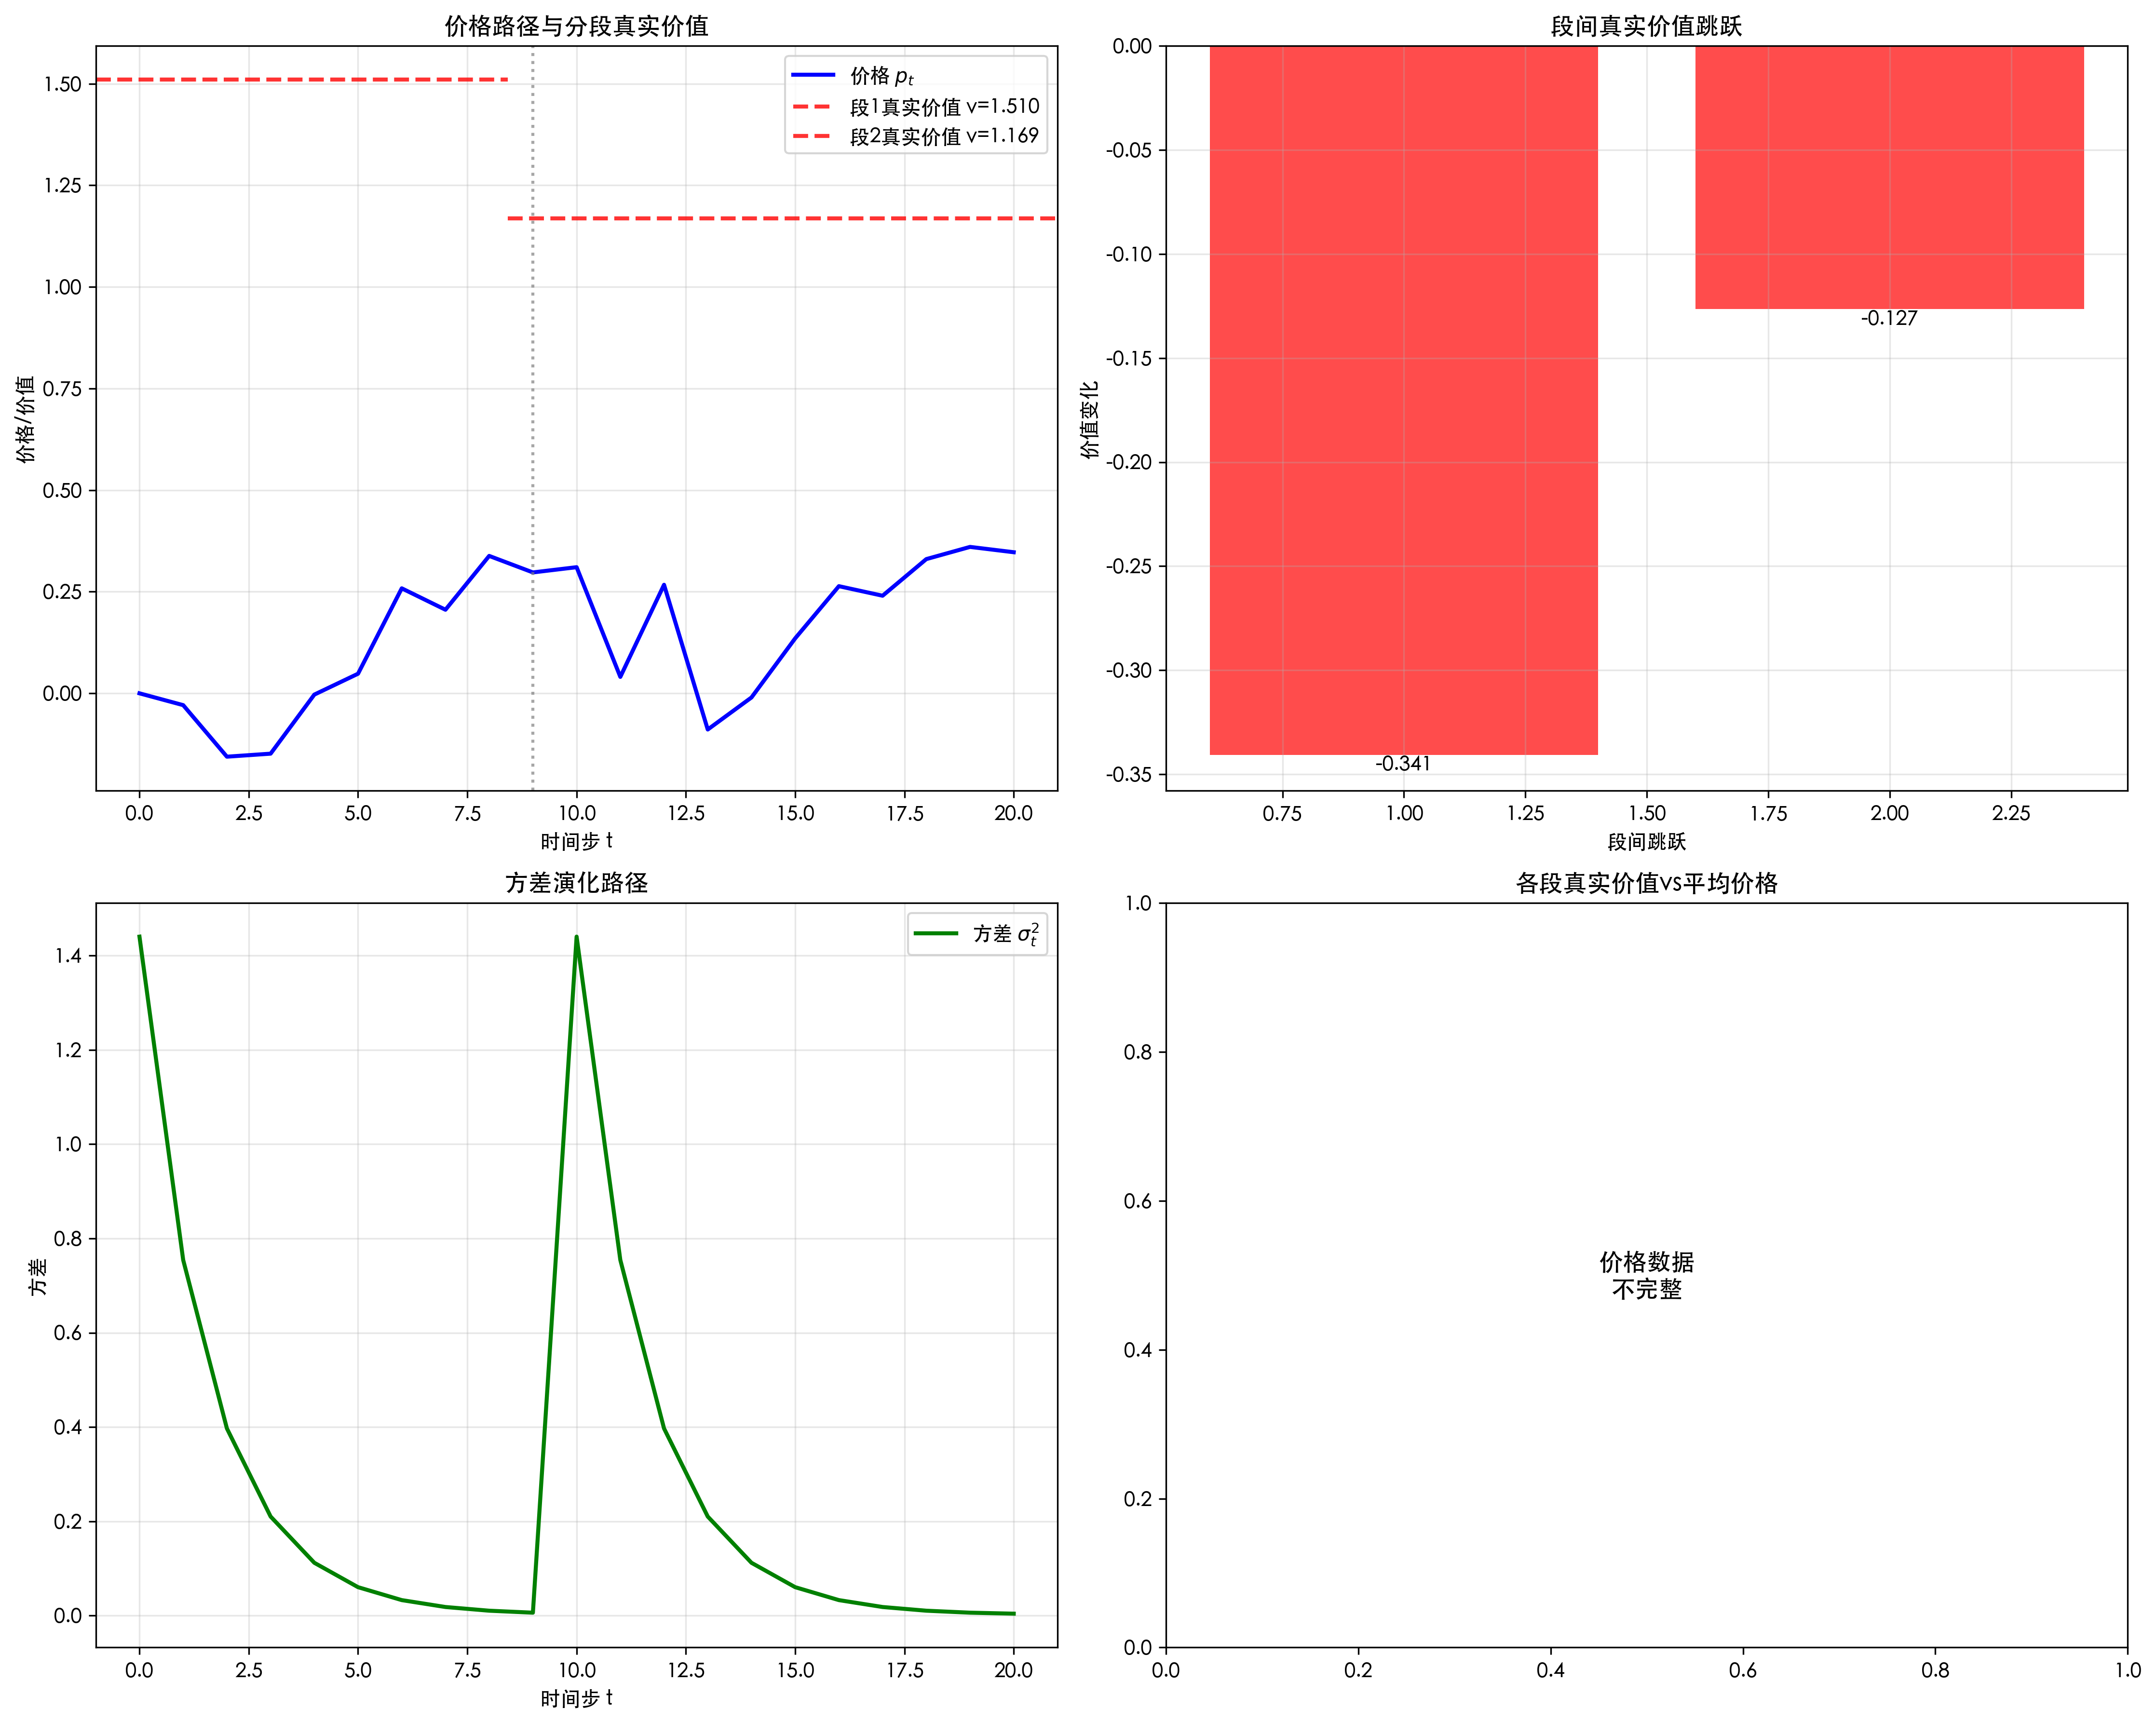 价格路径与分段真实价值
价格/价值
1.50
1.25
1.00
0.75
0.50
0.25
0.00
价格 pₜ
段1真实价值 v=1.510
段2真实价值 v=1.169
0.0 2.5 5.0 7.5 10.0 12.5 15.0 17.5 20.0
时间步 t
段间真实价值跳跃
价值变化
0.00
-0.05
-0.10
-0.15
-0.20
-0.25
-0.30
-0.35
-0.127
-0.341
0.75 1.00 1.25 1.50 1.75 2.00 2.25
段间跳跃
方差演化路径
方差
1.4
1.2
1.0
0.8
0.6
0.4
0.2
0.0
方差 σₜ²
0.0 2.5 5.0 7.5 10.0 12.5 15.0 17.5 20.0
时间步 t
各段真实价值vs平均价格
1.0
0.8
0.6
0.4
0.2
0.0
价格数据
不完整
0.0 0.2 0.4 0.6 0.8 1.0